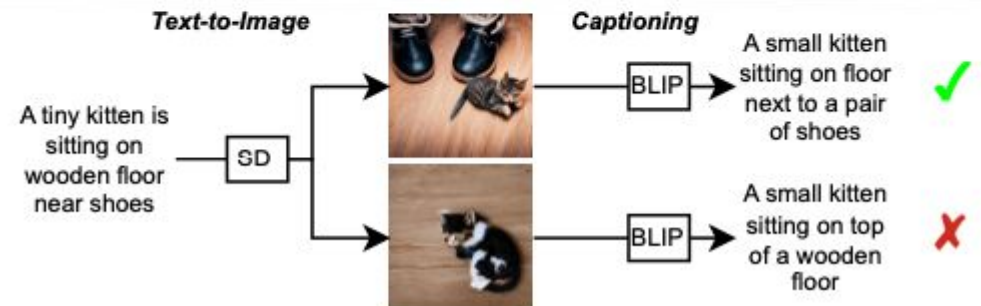 Text-to-Image
Captioning
A tiny kitten is
sitting on
wooden floor
near shoes
SD
BLIP
A small kitten
sitting on floor
next to a pair
of shoes
BLIP
A small kitten
sitting on top
of a wooden
floor